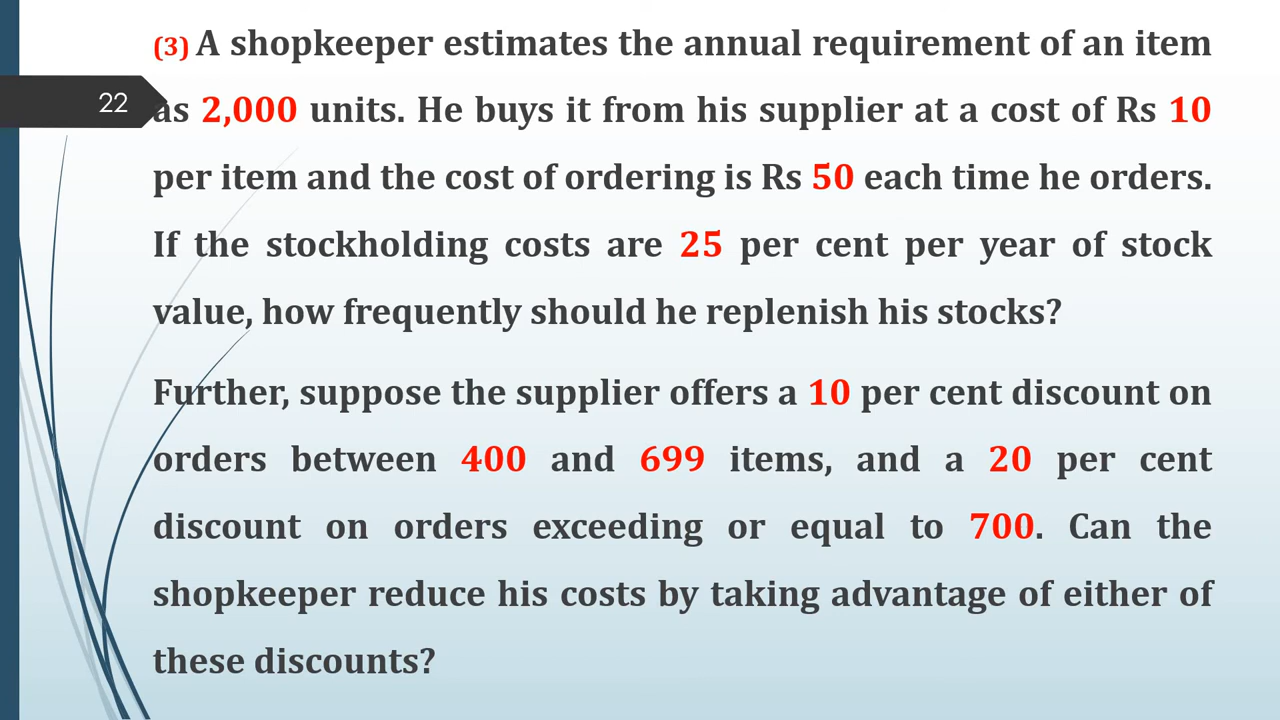 (3) A shopkeeper estimates the annual requirement of an item
22
as 2,000 units. He buys it from his supplier at a cost of Rs 10
per item and the cost of ordering is Rs 50 each time he orders.
If the stockholding costs are 25 per cent per year of stock
value, how frequently should he replenish his stocks?
Further, suppose the supplier offers a 10 per cent discount on
orders between 400 and 699 items, and a 20 per cent
discount on orders exceeding or equal to 700. Can the
shopkeeper reduce his costs by taking advantage of either of
these discounts?